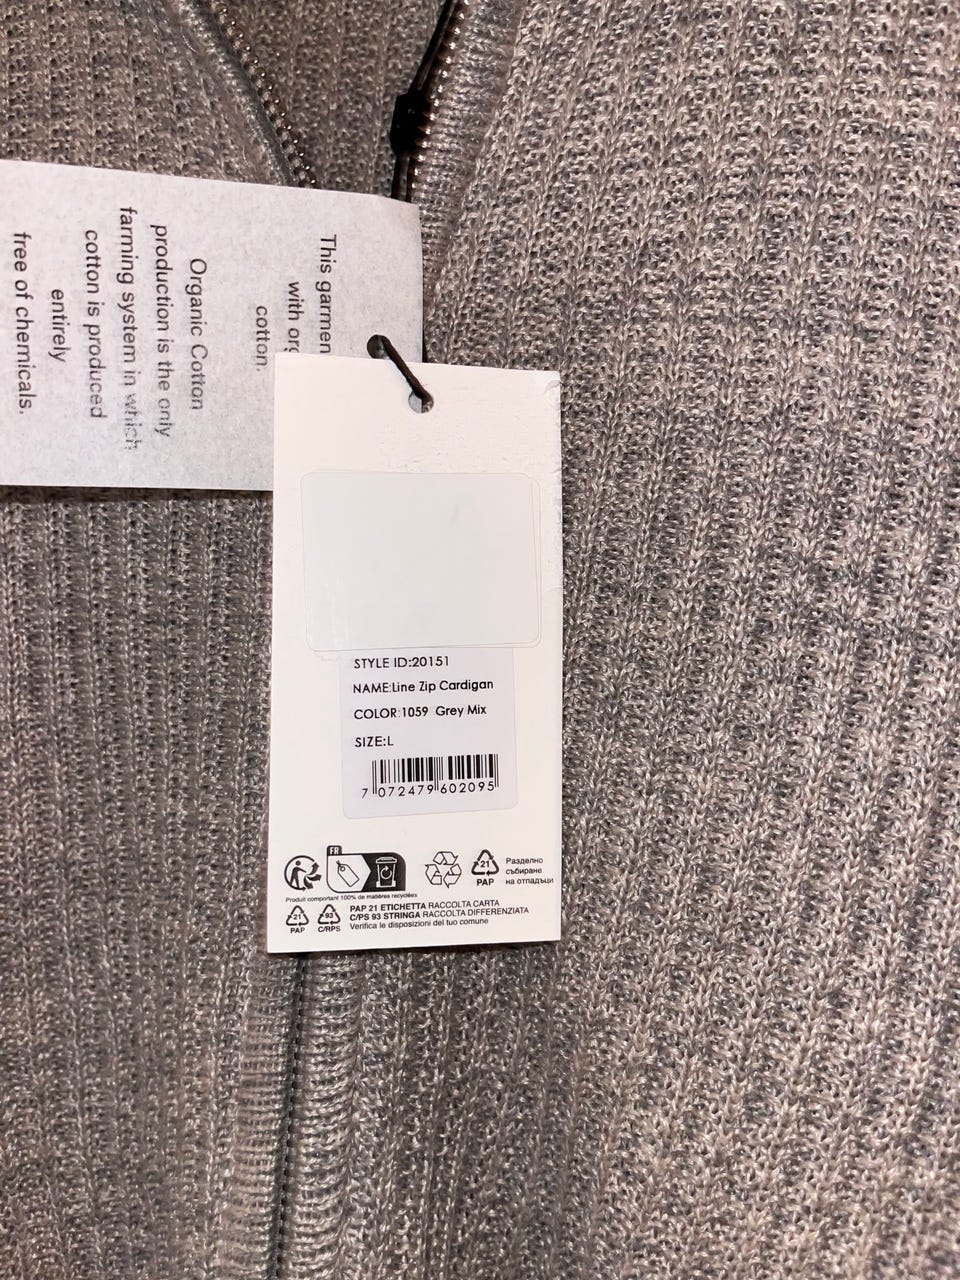 This garmen
with org
cotton.
Organic Cotton
production is the only
farming system in which
cotton is produced
entirely
free of chemicals.
STYLE ID:20151
NAME:Line Zip Cardigan
COLOR:1059 Grey Mix
SIZE:L
7 072479 602095
FR
21
PAP
Разделно
събиране
на отпадъци
Produit comportant 100% de matières recyclées
21
PAP
93
C/RPS
PAP 21 ETICHETTA RACCOLTA CARTA
C/PS 93 STRINGA RACCOLTA DIFFERENZIATA
Verifica le disposizioni del tuo comune